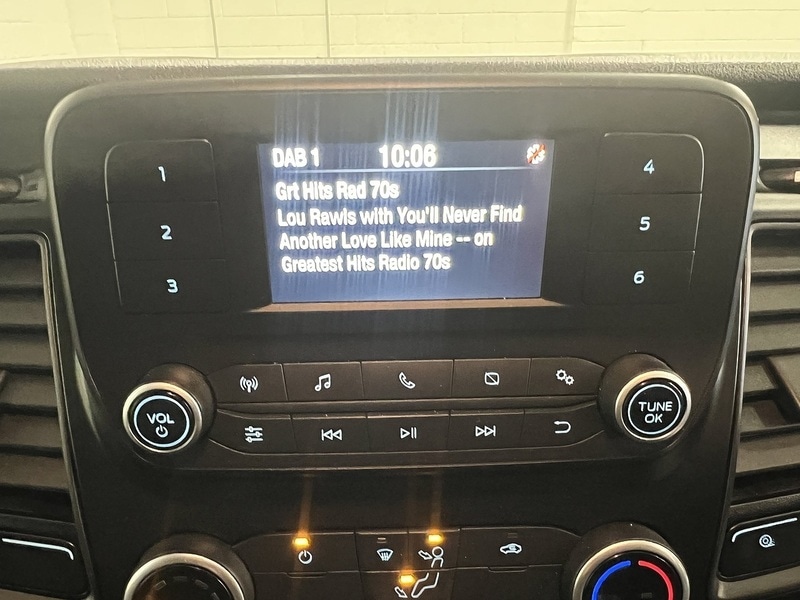 DAB 1 10:06
Grt Hits Rad 70s
Lou Rawls with You'll Never Find
Another Love Like Mine -- on
Greatest Hits Radio 70s
1
2
3
4
5
6
VOL
TUNE
OK